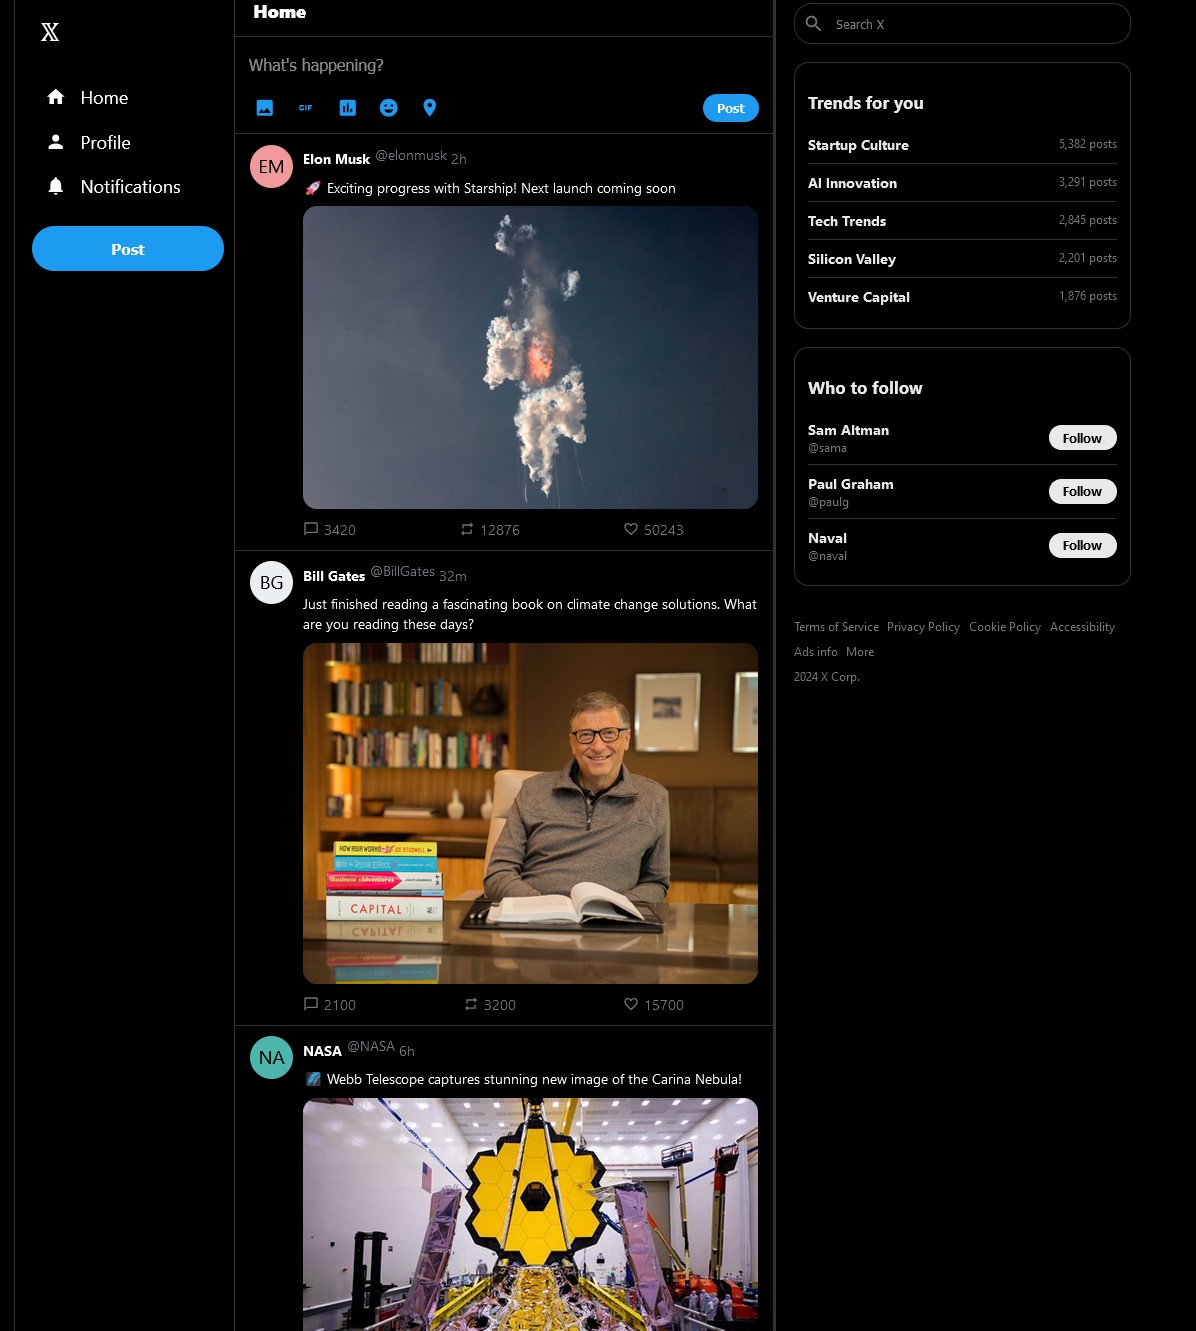 𝕏
Home
Profile
Notifications
Post
Home
What's happening?
GIF
Post
EM
Elon Musk @elonmusk 2h
🚀 Exciting progress with Starship! Next launch coming soon
3420 12876 50243
BG
Bill Gates @BillGates 32m
Just finished reading a fascinating book on climate change solutions. What
are you reading these days?
HOW ASIA WORKS JOE STUDWELL
Business Adventures
CAPITAL
2100 3200 15700
NA
NASA @NASA 6h
Webb Telescope captures stunning new image of the Carina Nebula!
Search X
Trends for you
Startup Culture 5,382 posts
AI Innovation 3,291 posts
Tech Trends 2,845 posts
Silicon Valley 2,201 posts
Venture Capital 1,876 posts
Who to follow
Sam Altman
@sama
Follow
Paul Graham
@paulg
Follow
Naval
@naval
Follow
Terms of Service Privacy Policy Cookie Policy Accessibility
Ads info More
2024 X Corp.